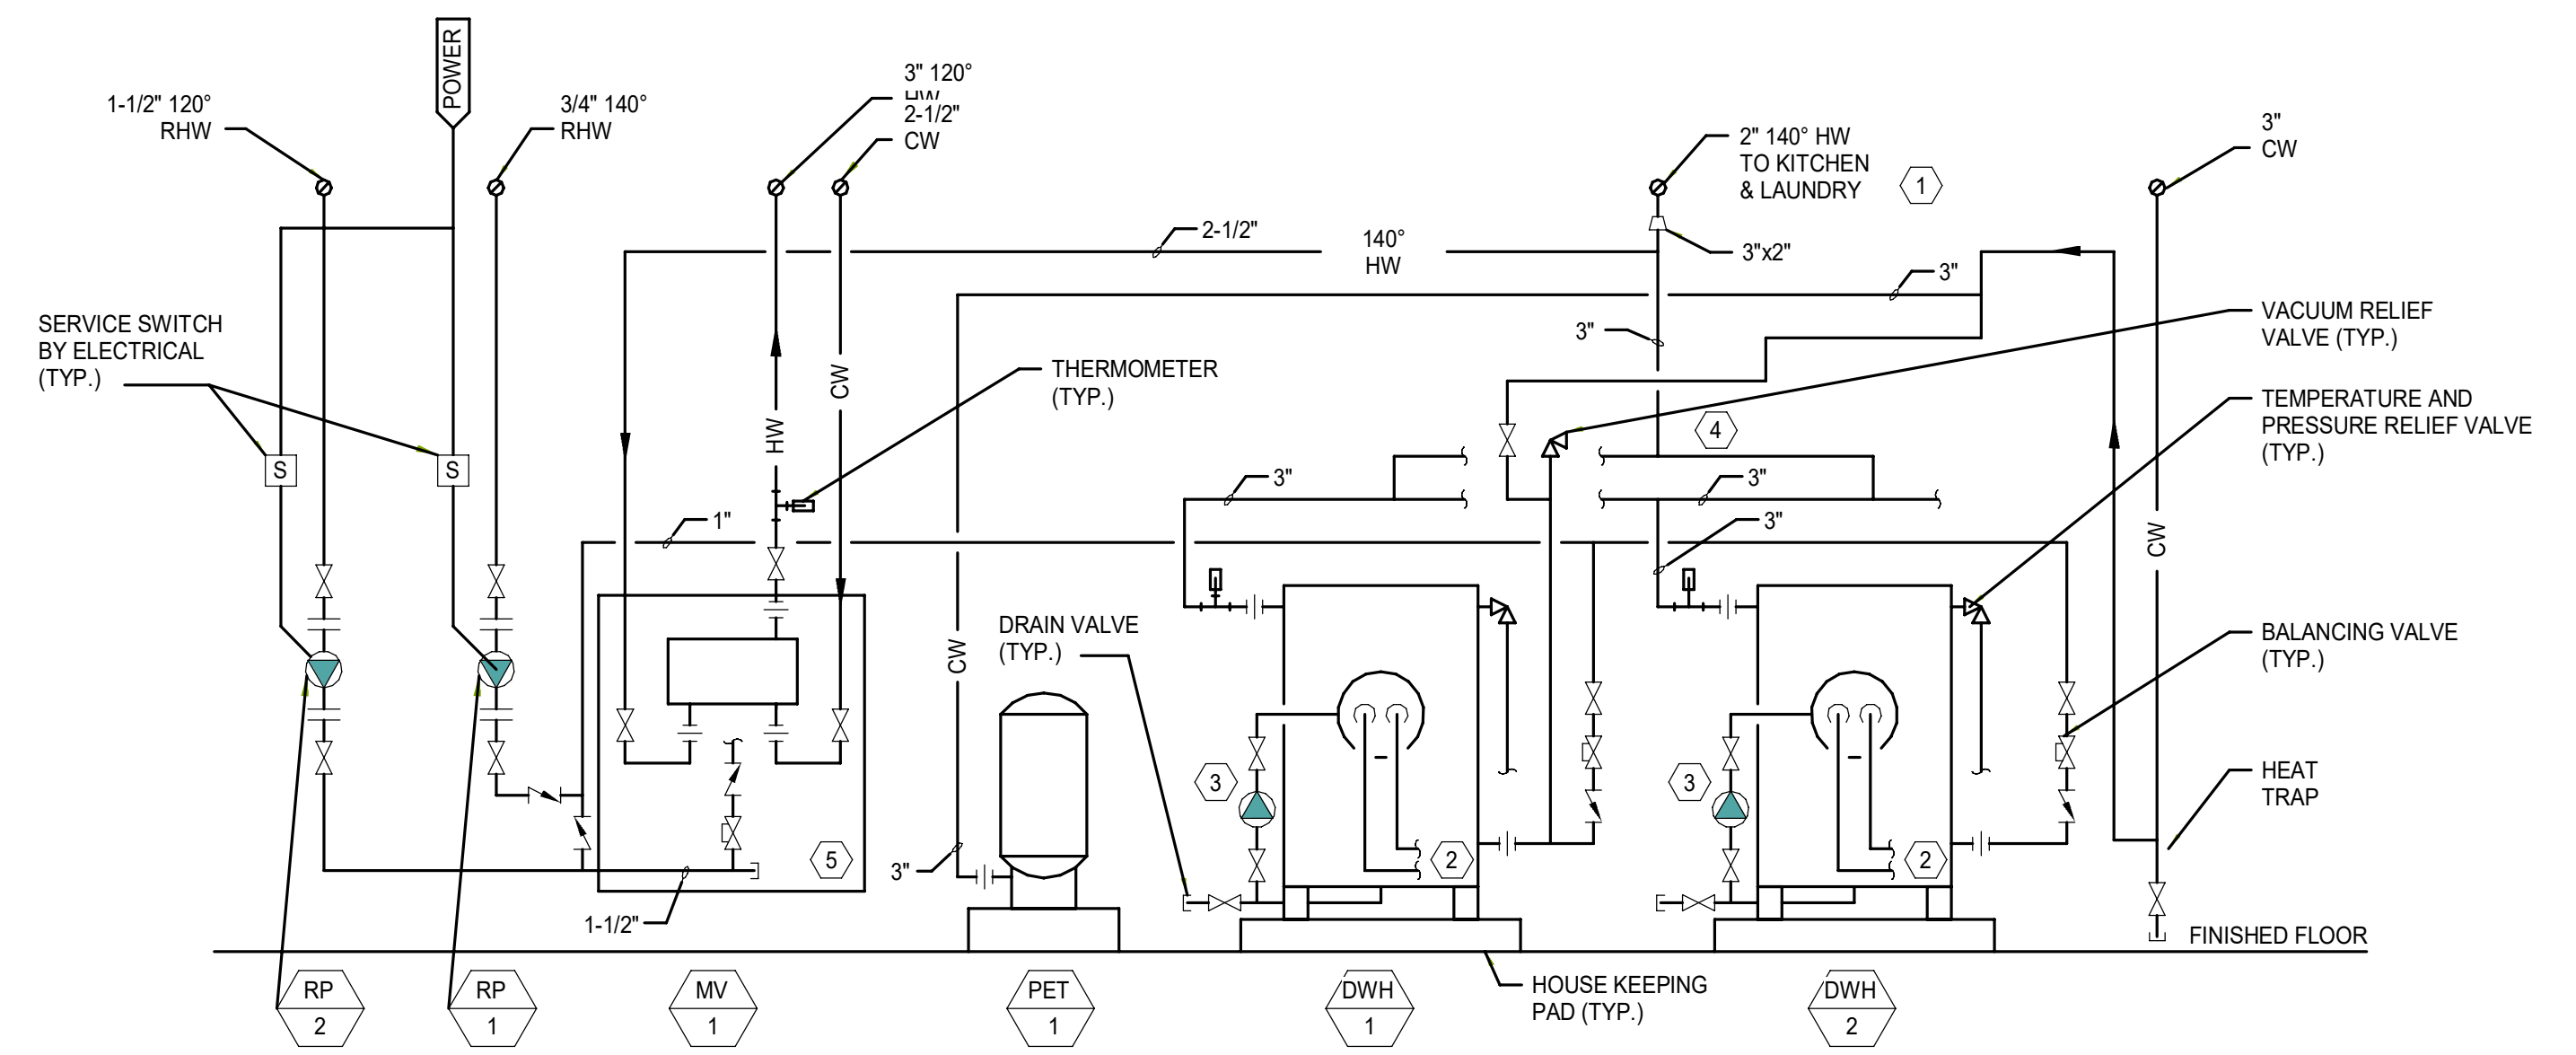 POWER
1-1/2" 120°
RHW
3/4" 140°
RHW
3" 120°
HW
2-1/2"
CW
2" 140° HW
TO KITCHEN
& LAUNDRY
1
3"
CW
2-1/2"
140°
HW
3"x2"
3"
3"
SERVICE SWITCH
BY ELECTRICAL
(TYP.)
THERMOMETER
(TYP.)
VACUUM RELIEF
VALVE (TYP.)
TEMPERATURE AND
PRESSURE RELIEF VALVE
(TYP.)
CW
HW
4
S
S
3"
3"
3"
1"
CW
CW
DRAIN VALVE
(TYP.)
BALANCING VALVE
(TYP.)
HEAT
TRAP
3
3
5
2
2
3"
1-1/2"
FINISHED FLOOR
HOUSE KEEPING
PAD (TYP.)
RP
2
RP
1
MV
1
PET
1
DWH
1
DWH
2